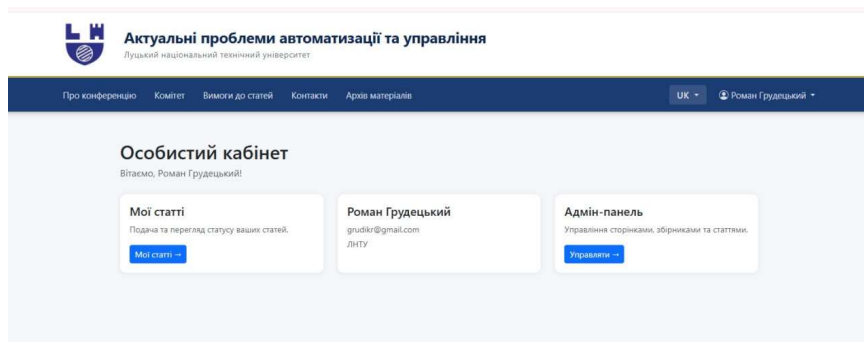 Актуальні проблеми автоматизації та управління
Луцький національний технічний університет
Про конференцію Комітет Вимоги до статей Контакти Архів матеріалів UK Роман Грудецький
Особистий кабінет
Вітаємо, Роман Грудецький!
Мої статті
Подача та перегляд статусу ваших статей.
Мої статті →
Роман Грудецький
grudikr@gmail.com
ЛНТУ
Адмін-панель
Управління сторінками, збірниками та статтями.
Управляти →